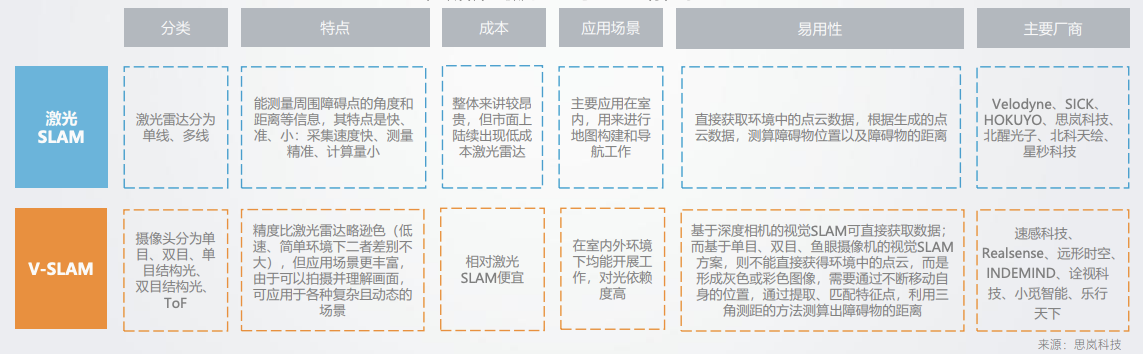 分类
特点
成本
应用场景
易用性
主要厂商
激光
SLAM
激光雷达分为
单线、多线
能测量周围障碍点的角度和
距离等信息，其特点是快、
准、小：采集速度快、测量
精准、计算量小
整体来讲较昂
贵，但市面上
陆续出现低成
本激光雷达
主要应用在室
内，用来进行
地图构建和导
航工作
直接获取环境中的点云数据，根据生成的点
云数据，测算障碍物位置以及障碍物的距离
Velodyne、SICK、
HOKUYO、思岚科技、
北醒光子、北科天绘、
星秒科技
V-SLAM
摄像头分为单
目、双目、单
目结构光、
双目结构光、
ToF
精度比激光雷达略逊色（低
速、简单环境下二者差别不
大），但应用场景更丰富，
由于可以拍摄并理解画面，
可应用于各种复杂且动态的
场景
相对激光
SLAM便宜
在室内外环境
下均能开展工
作，对光依赖
度高
基于深度相机的视觉SLAM可直接获取数据；
而基于单目、双目、鱼眼摄像机的视觉SLAM
方案，则不能直接获得环境中的点云，而是
形成灰色或彩色图像，需要通过不断移动自
身的位置，通过提取、匹配特征点，利用三
角测距的方法测算出障碍物的距离
速感科技、
Realsense、远形时空、
INDEMIND、诠视科
技、小觅智能、乐行
天下
来源：思岚科技